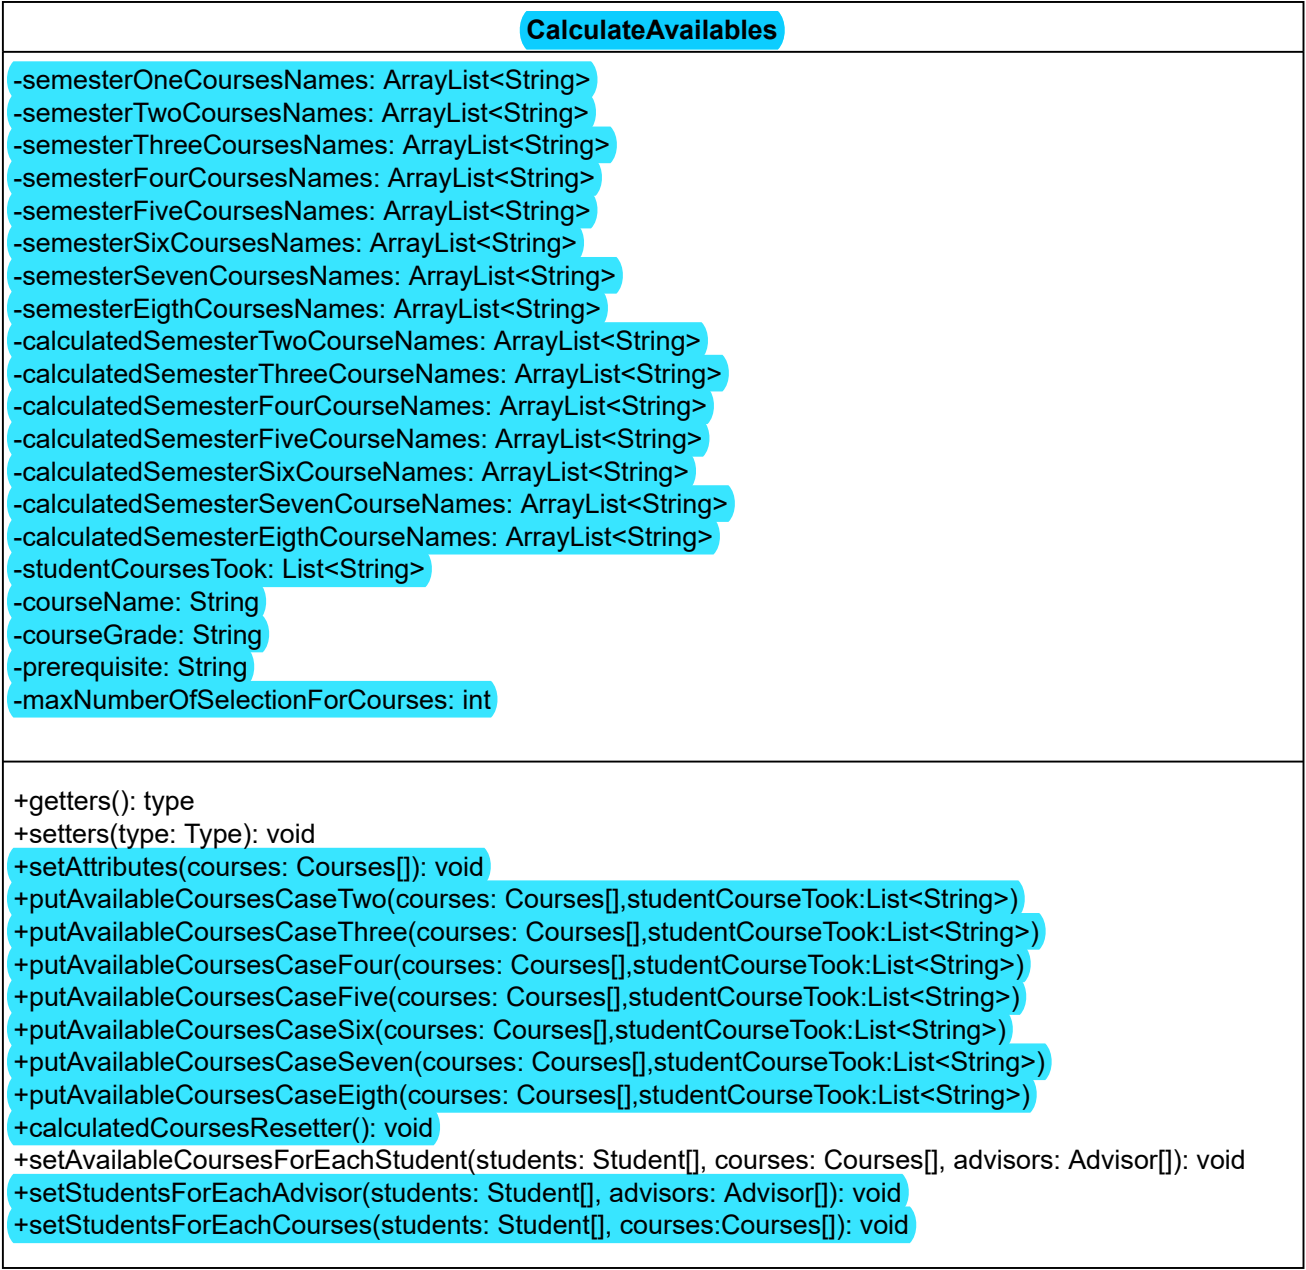 CalculateAvailables
-semesterOneCoursesNames: ArrayList<String>
-semesterTwoCoursesNames: ArrayList<String>
-semesterThreeCoursesNames: ArrayList<String>
-semesterFourCoursesNames: ArrayList<String>
-semesterFiveCoursesNames: ArrayList<String>
-semesterSixCoursesNames: ArrayList<String>
-semesterSevenCoursesNames: ArrayList<String>
-semesterEigthCoursesNames: ArrayList<String>
-calculatedSemesterTwoCourseNames: ArrayList<String>
-calculatedSemesterThreeCourseNames: ArrayList<String>
-calculatedSemesterFourCourseNames: ArrayList<String>
-calculatedSemesterFiveCourseNames: ArrayList<String>
-calculatedSemesterSixCourseNames: ArrayList<String>
-calculatedSemesterSevenCourseNames: ArrayList<String>
-calculatedSemesterEigthCourseNames: ArrayList<String>
-studentCoursesTook: List<String>
-courseName: String
-courseGrade: String
-prerequisite: String
-maxNumberOfSelectionForCourses: int
+getters(): type
+setters(type: Type): void
+setAttributes(courses: Courses[]): void
+putAvailableCoursesCaseTwo(courses: Courses[],studentCourseTook:List<String>)
+putAvailableCoursesCaseThree(courses: Courses[],studentCourseTook:List<String>)
+putAvailableCoursesCaseFour(courses: Courses[],studentCourseTook:List<String>)
+putAvailableCoursesCaseFive(courses: Courses[],studentCourseTook:List<String>)
+putAvailableCoursesCaseSix(courses: Courses[],studentCourseTook:List<String>)
+putAvailableCoursesCaseSeven(courses: Courses[],studentCourseTook:List<String>)
+putAvailableCoursesCaseEigth(courses: Courses[],studentCourseTook:List<String>)
+calculatedCoursesResetter(): void
+setAvailableCoursesForEachStudent(students: Student[], courses: Courses[], advisors: Advisor[]): void
+setStudentsForEachAdvisor(students: Student[], advisors: Advisor[]): void
+setStudentsForEachCourses(students: Student[], courses:Courses[]): void